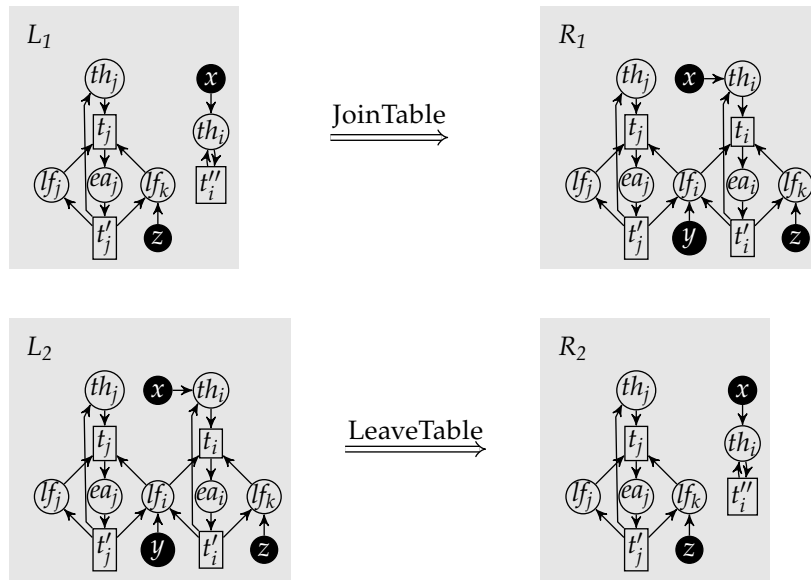 L₁
R₁
th_j x x th_i th_j
JoinTable
t_j th_i t_j t_i
lf_j ea_j lf_k t''_i lf_j ea_j lf_i ea_i lf_k
t'_j z t'_j y t'_i z
L₂
R₂
th_j x th_i th_j x
LeaveTable
t_j t_i t_j th_i
lf_j ea_j lf_i ea_i lf_k lf_j ea_j lf_k t''_i
t'_j y t'_i z t'_j z